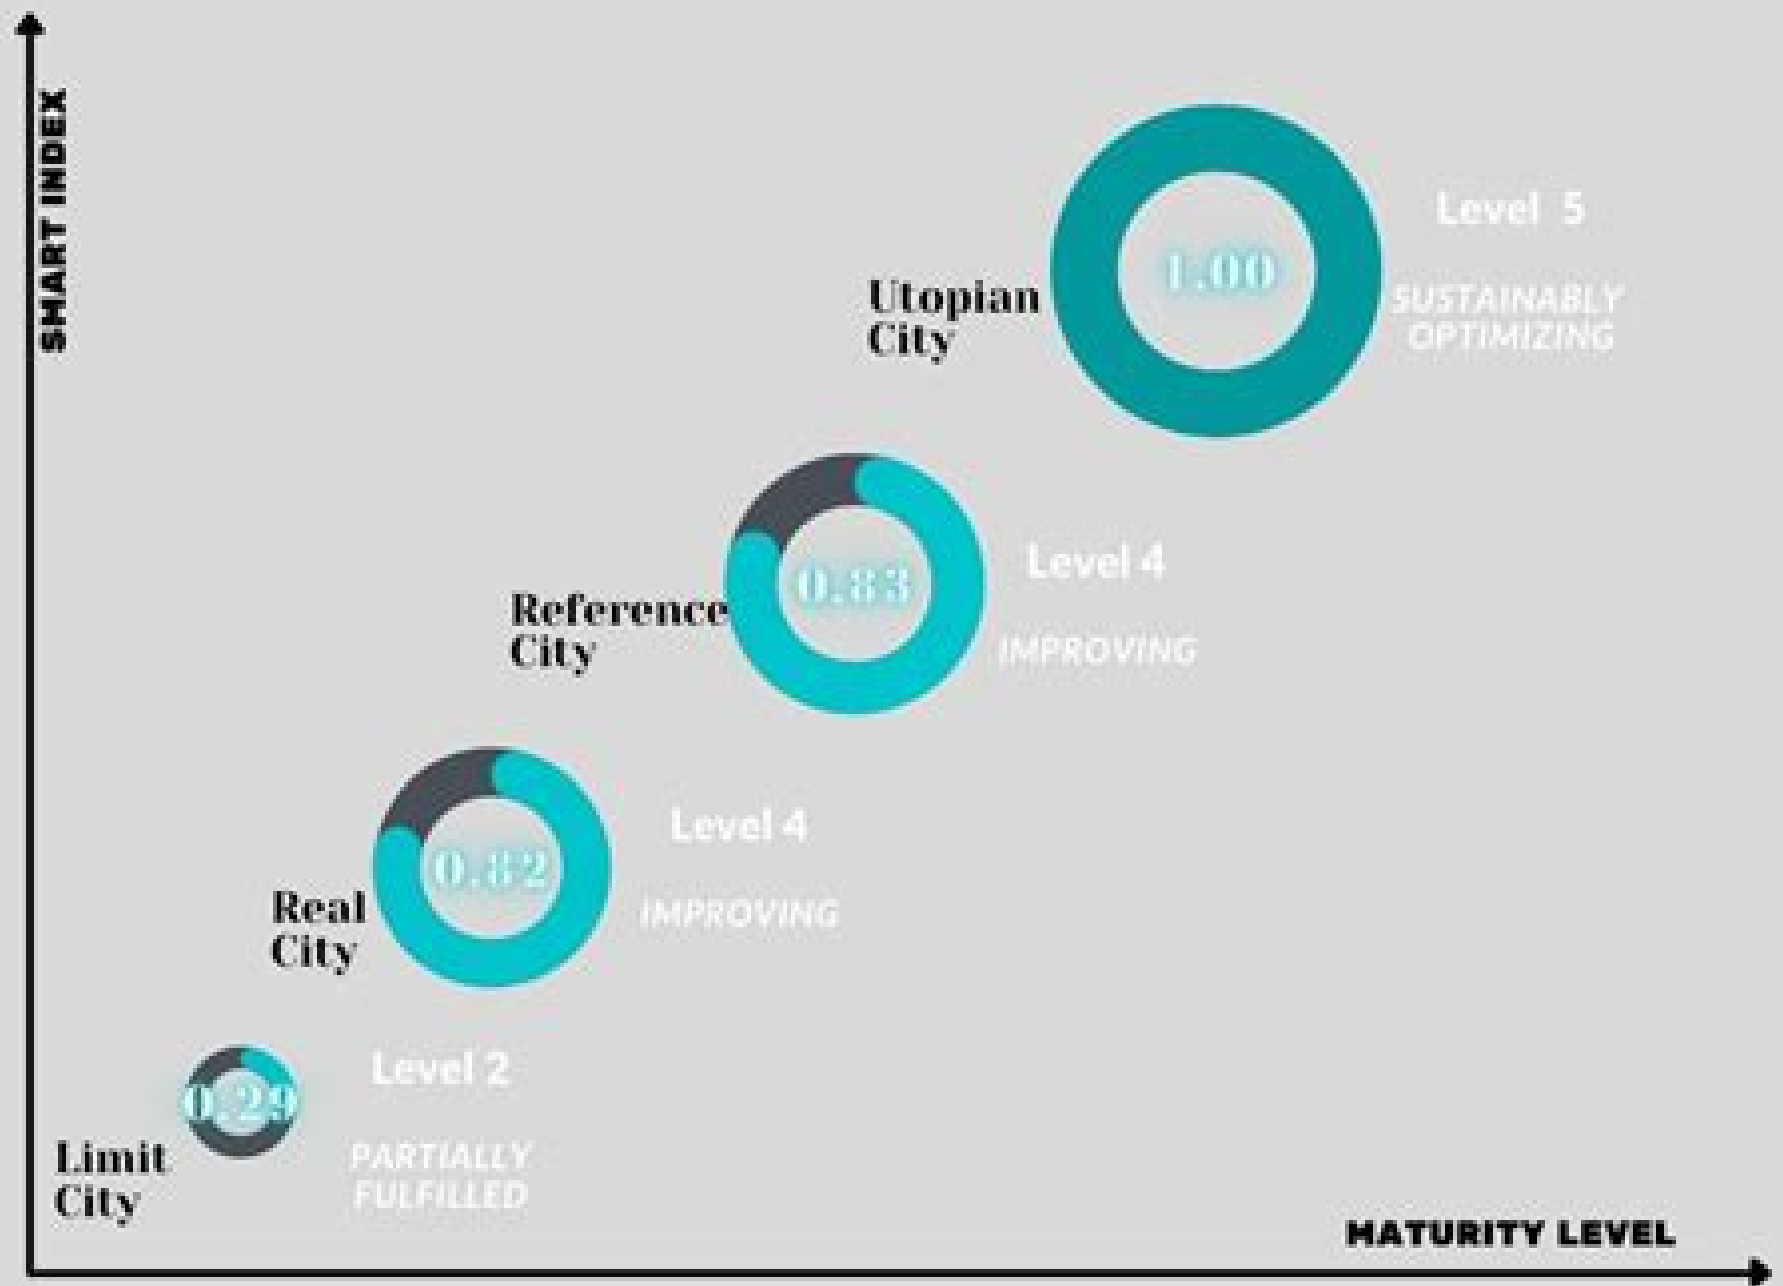 SMART INDEX
Level 5
1.00
Utopian
City
SUSTAINABLY
OPTIMIZING
Level 4
0.83
Reference
City
IMPROVING
Level 4
0.82
Real
City
IMPROVING
Level 2
0.29
Limit
City
PARTIALLY
FULFILLED
MATURITY LEVEL